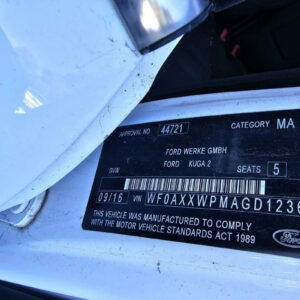 APPROVAL NO 44721 CATEGORY MA
FORD WERKE GMBH
FORD KUGA 2
GVM SEATS 5
09/16 VIN WF0AXXWPMAGD1236
THIS VEHICLE WAS MANUFACTURED TO COMPLY
WITH THE MOTOR VEHICLE STANDARDS ACT 1989
Ford